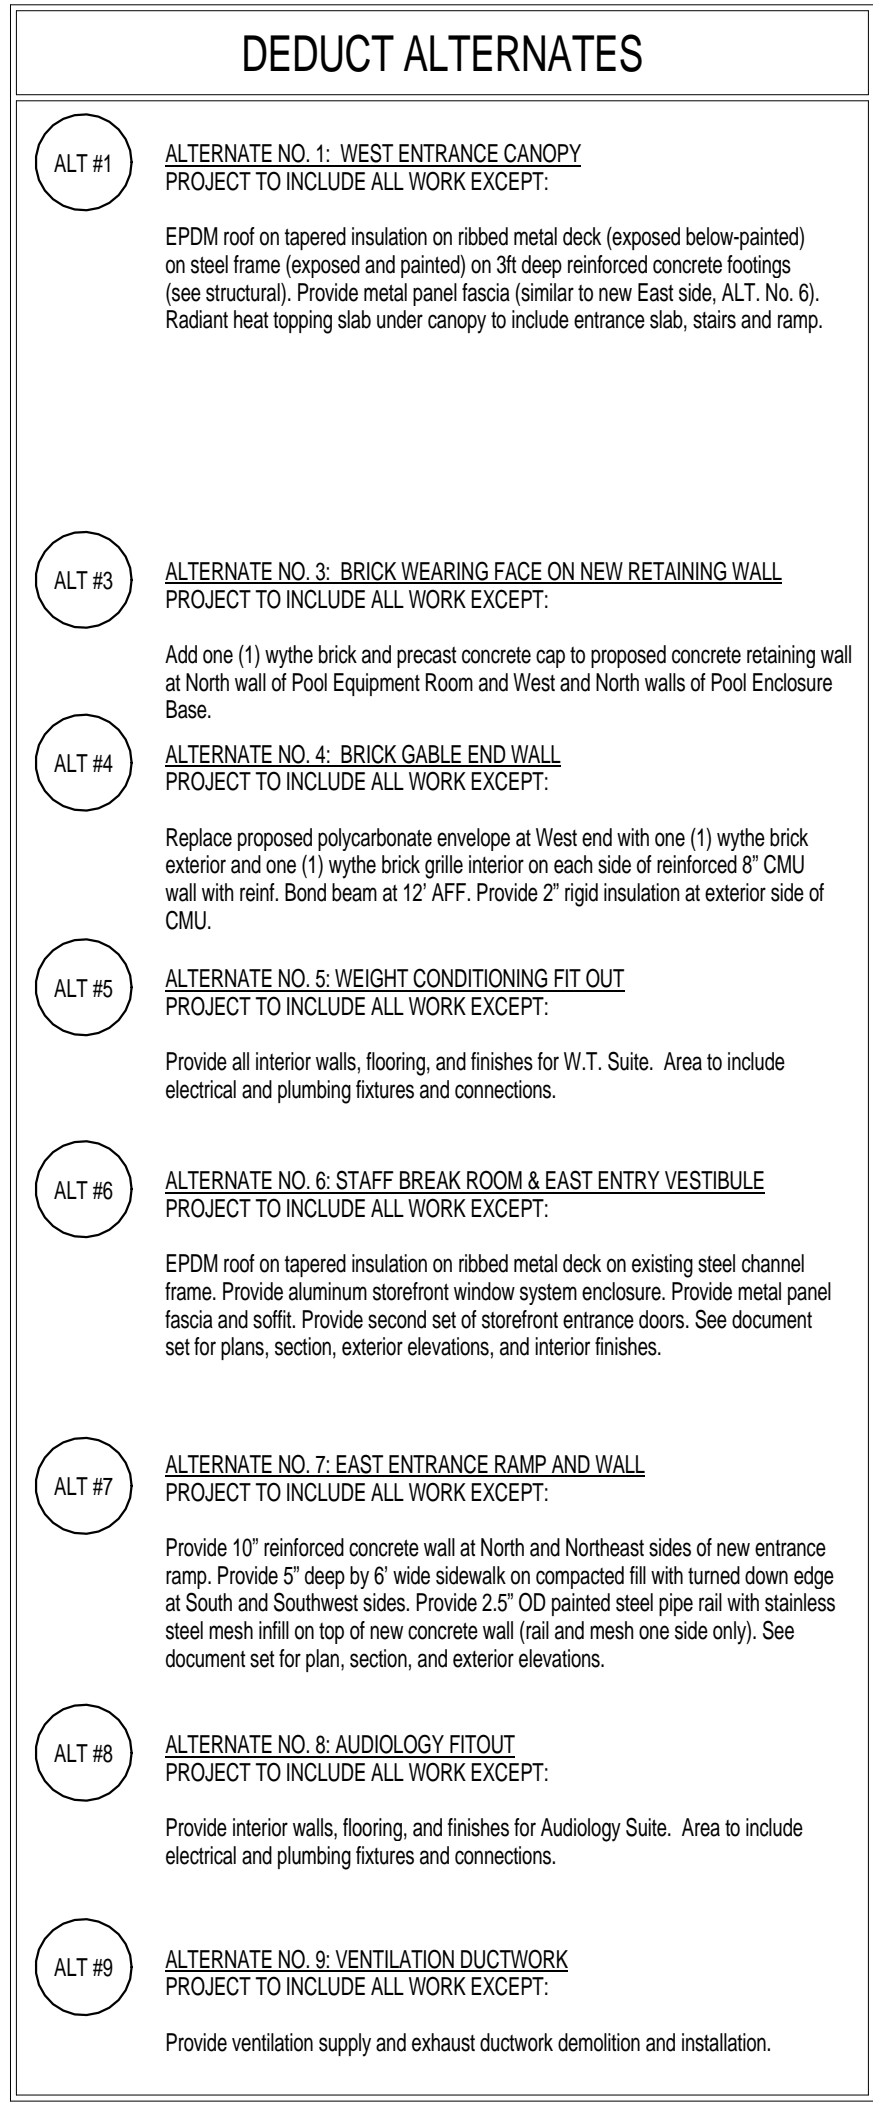 DEDUCT ALTERNATES
ALT #1
ALTERNATE NO. 1:  WEST ENTRANCE CANOPY
PROJECT TO INCLUDE ALL WORK EXCEPT:
EPDM roof on tapered insulation on ribbed metal deck (exposed below-painted)
on steel frame (exposed and painted) on 3ft deep reinforced concrete footings
(see structural). Provide metal panel fascia (similar to new East side, ALT. No. 6).
Radiant heat topping slab under canopy to include entrance slab, stairs and ramp.
ALT #3
ALTERNATE NO. 3:  BRICK WEARING FACE ON NEW RETAINING WALL
PROJECT TO INCLUDE ALL WORK EXCEPT:
Add one (1) wythe brick and precast concrete cap to proposed concrete retaining wall
at North wall of Pool Equipment Room and West and North walls of Pool Enclosure
Base.
ALT #4
ALTERNATE NO. 4:  BRICK GABLE END WALL
PROJECT TO INCLUDE ALL WORK EXCEPT:
Replace proposed polycarbonate envelope at West end with one (1) wythe brick
exterior and one (1) wythe brick grille interior on each side of reinforced 8” CMU
wall with reinf. Bond beam at 12’ AFF. Provide 2” rigid insulation at exterior side of
CMU.
ALT #5
ALTERNATE NO. 5: WEIGHT CONDITIONING FIT OUT
PROJECT TO INCLUDE ALL WORK EXCEPT:
Provide all interior walls, flooring, and finishes for W.T. Suite.  Area to include
electrical and plumbing fixtures and connections.
ALT #6
ALTERNATE NO. 6: STAFF BREAK ROOM & EAST ENTRY VESTIBULE
PROJECT TO INCLUDE ALL WORK EXCEPT:
EPDM roof on tapered insulation on ribbed metal deck on existing steel channel
frame. Provide aluminum storefront window system enclosure. Provide metal panel
fascia and soffit. Provide second set of storefront entrance doors. See document
set for plans, section, exterior elevations, and interior finishes.
ALT #7
ALTERNATE NO. 7: EAST ENTRANCE RAMP AND WALL
PROJECT TO INCLUDE ALL WORK EXCEPT:
Provide 10” reinforced concrete wall at North and Northeast sides of new entrance
ramp. Provide 5” deep by 6’ wide sidewalk on compacted fill with turned down edge
at South and Southwest sides. Provide 2.5” OD painted steel pipe rail with stainless
steel mesh infill on top of new concrete wall (rail and mesh one side only). See
document set for plan, section, and exterior elevations.
ALT #8
ALTERNATE NO. 8: AUDIOLOGY FITOUT
PROJECT TO INCLUDE ALL WORK EXCEPT:
Provide interior walls, flooring, and finishes for Audiology Suite.  Area to include
electrical and plumbing fixtures and connections.
ALT #9
ALTERNATE NO. 9: VENTILATION DUCTWORK
PROJECT TO INCLUDE ALL WORK EXCEPT:
Provide ventilation supply and exhaust ductwork demolition and installation.